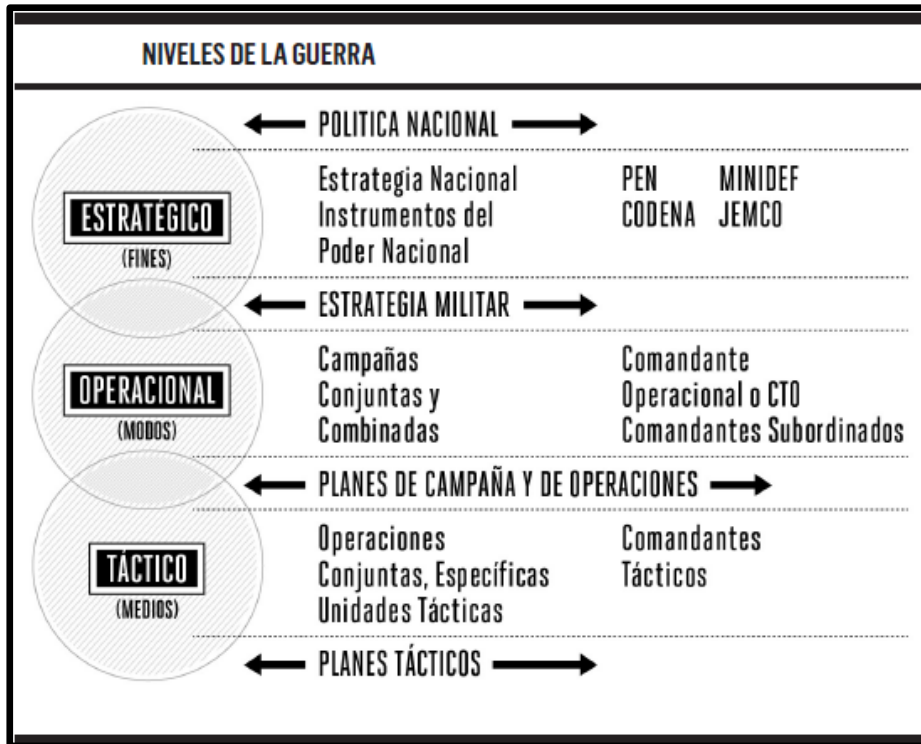 NIVELES DE LA GUERRA
POLITICA NACIONAL
ESTRATÉGICO
(FINES)
Estrategia Nacional
Instrumentos del
Poder Nacional
PEN MINIDEF
CODENA JEMCO
ESTRATEGIA MILITAR
OPERACIONAL
(MODOS)
Campañas
Conjuntas y
Combinadas
Comandante
Operacional o CTO
Comandantes Subordinados
PLANES DE CAMPAÑA Y DE OPERACIONES
TÁCTICO
(MEDIOS)
Operaciones
Conjuntas, Específicas
Unidades Tácticas
Comandantes
Tácticos
PLANES TÁCTICOS